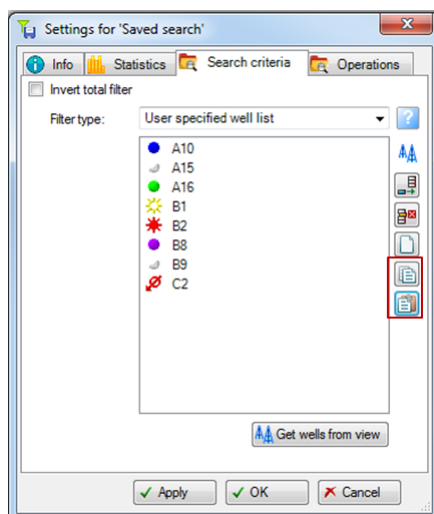 Settings for 'Saved search'
Info Statistics Search criteria Operations
Invert total filter
Filter type: User specified well list ?
A10
A15
A16
B1
B2
B8
B9
C2
Get wells from view
Apply OK Cancel